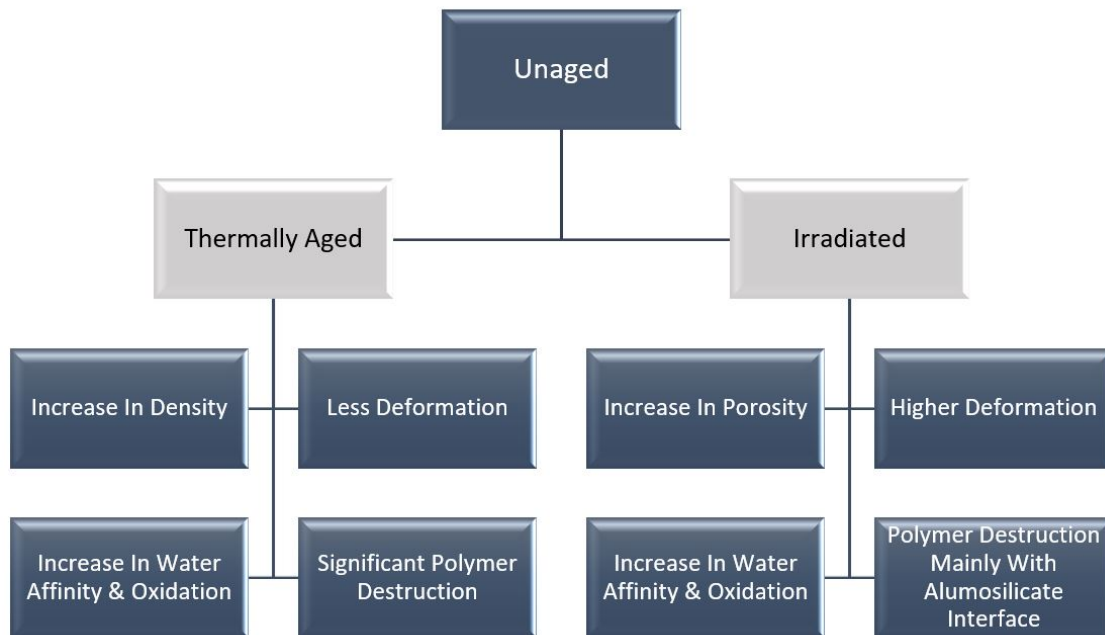 Unaged
Thermally Aged
Irradiated
Increase In Density
Less Deformation
Increase In Porosity
Higher Deformation
Increase In Water
Affinity & Oxidation
Significant Polymer
Destruction
Increase In Water
Affinity & Oxidation
Polymer Destruction
Mainly With
Alumosilicate
Interface